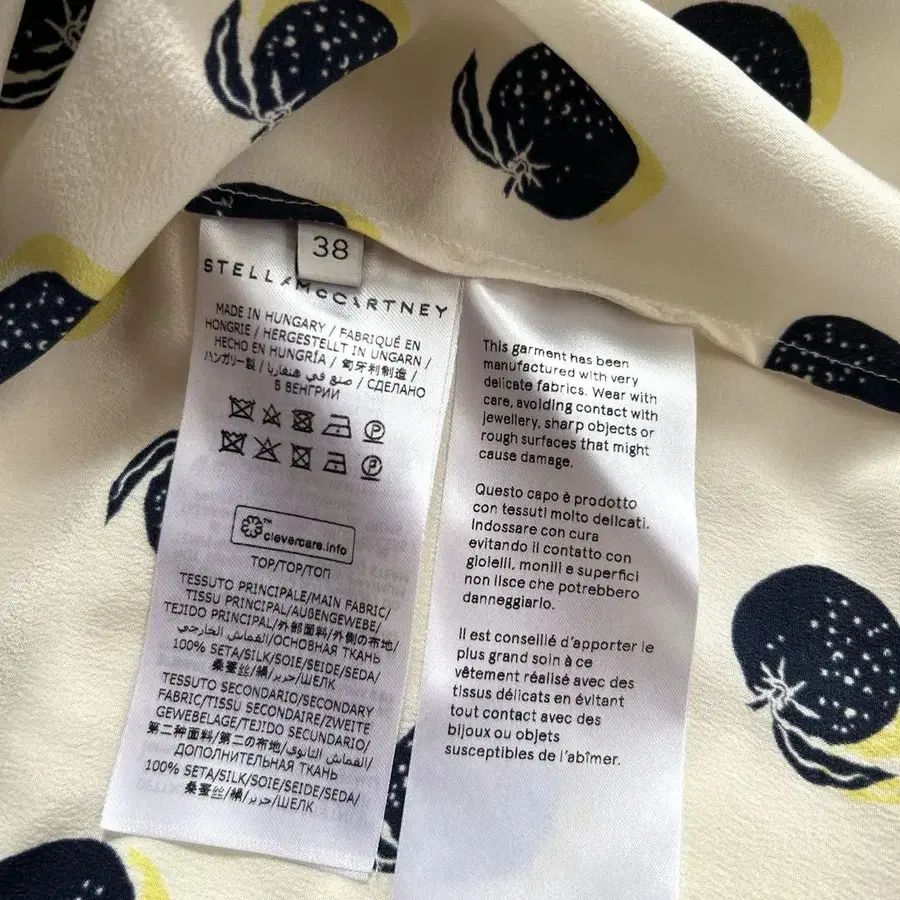 38
STELLA McCARTNEY
MADE IN HUNGARY / FABRIQUÉ EN
HONGRIE / HERGESTELLT IN UNGARN /
HECHO EN HUNGRÍA / 匈牙利制造 /
ハンガリー製 / صنع في هنغاريا / СДЕЛАНО
В ВЕНГРИИ
clevercare.info
TOP/TOP/ТОП
TESSUTO PRINCIPALE/MAIN FABRIC/
TISSU PRINCIPAL/AUßENGEWEBE/
TEJIDO PRINCIPAL/外部面料/外側の布地/
القماش الخارجي/ОСНОВНАЯ ТКАНЬ
100% SETA/SILK/SOIE/SEIDE/SEDA/
桑蚕丝/絹/حرير/ШЕЛК
TESSUTO SECONDARIO/SECONDARY
FABRIC/TISSU SECONDAIRE/ZWEITE
GEWEBELAGE/TEJIDO SECUNDARIO/
第二种面料/第二の布地/القماش الثانوي/
ДОПОЛНИТЕЛЬНАЯ ТКАНЬ
100% SETA/SILK/SOIE/SEIDE/SEDA/
桑蚕丝/絹/حرير/ШЕЛК
This garment has been
manufactured with very
delicate fabrics. Wear with
care, avoiding contact with
jewellery, sharp objects or
rough surfaces that might
cause damage.
Questo capo è prodotto
con tessuti molto delicati.
Indossare con cura
evitando il contatto con
gioielli, monili e superfici
non lisce che potrebbero
danneggiarlo.
Il est conseillé d'apporter le
plus grand soin à ce
vêtement réalisé avec des
tissus délicats en évitant
tout contact avec des
bijoux ou objets
susceptibles de l'abîmer.